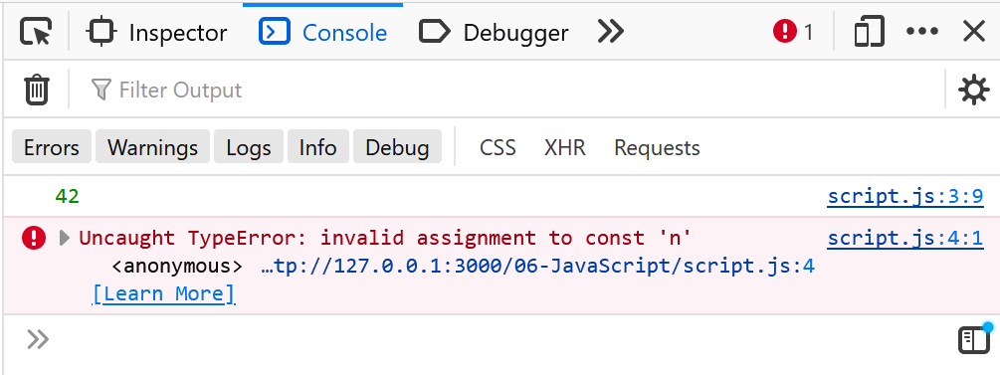 Inspector Console Debugger 1
Filter Output
Errors Warnings Logs Info Debug CSS XHR Requests
42 script.js:3:9
Uncaught TypeError: invalid assignment to const 'n' script.js:4:1
<anonymous> …tp://127.0.0.1:3000/06-JavaScript/script.js:4
[Learn More]